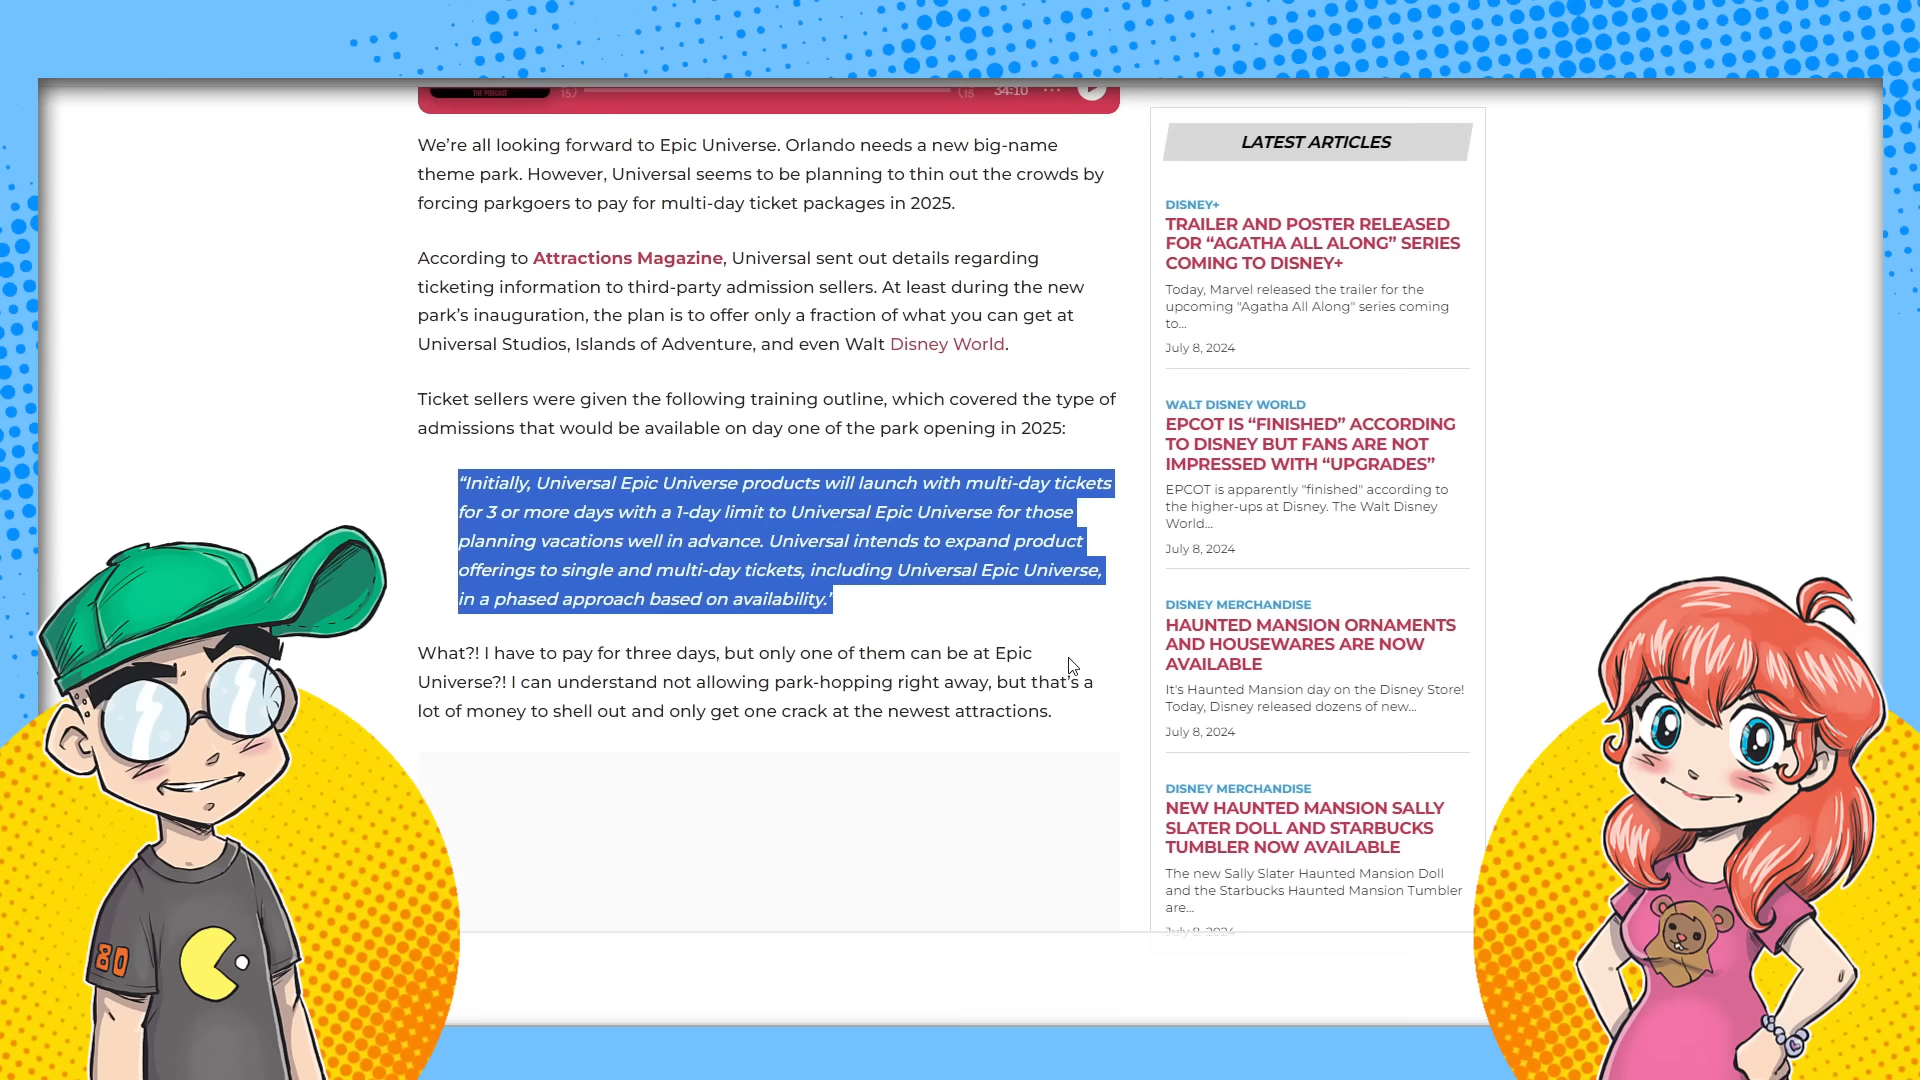 THE PODCAST
15
15
34:10
We’re all looking forward to Epic Universe. Orlando needs a new big-name
theme park. However, Universal seems to be planning to thin out the crowds by
forcing parkgoers to pay for multi-day ticket packages in 2025.
According to Attractions Magazine, Universal sent out details regarding
ticketing information to third-party admission sellers. At least during the new
park’s inauguration, the plan is to offer only a fraction of what you can get at
Universal Studios, Islands of Adventure, and even Walt Disney World.
Ticket sellers were given the following training outline, which covered the type of
admissions that would be available on day one of the park opening in 2025:
“Initially, Universal Epic Universe products will launch with multi-day tickets
for 3 or more days with a 1-day limit to Universal Epic Universe for those
planning vacations well in advance. Universal intends to expand product
offerings to single and multi-day tickets, including Universal Epic Universe,
in a phased approach based on availability.’
What?! I have to pay for three days, but only one of them can be at Epic
Universe?! I can understand not allowing park-hopping right away, but that’s a
lot of money to shell out and only get one crack at the newest attractions.
LATEST ARTICLES
DISNEY+
TRAILER AND POSTER RELEASED
FOR “AGATHA ALL ALONG” SERIES
COMING TO DISNEY+
Today, Marvel released the trailer for the
upcoming "Agatha All Along" series coming
to...
July 8, 2024
WALT DISNEY WORLD
EPCOT IS “FINISHED” ACCORDING
TO DISNEY BUT FANS ARE NOT
IMPRESSED WITH “UPGRADES”
EPCOT is apparently "finished" according to
the higher-ups at Disney. The Walt Disney
World...
July 8, 2024
DISNEY MERCHANDISE
HAUNTED MANSION ORNAMENTS
AND HOUSEWARES ARE NOW
AVAILABLE
It's Haunted Mansion day on the Disney Store!
Today, Disney released dozens of new...
July 8, 2024
DISNEY MERCHANDISE
NEW HAUNTED MANSION SALLY
SLATER DOLL AND STARBUCKS
TUMBLER NOW AVAILABLE
The new Sally Slater Haunted Mansion Doll
and the Starbucks Haunted Mansion Tumbler
are...
July 8, 2024
80